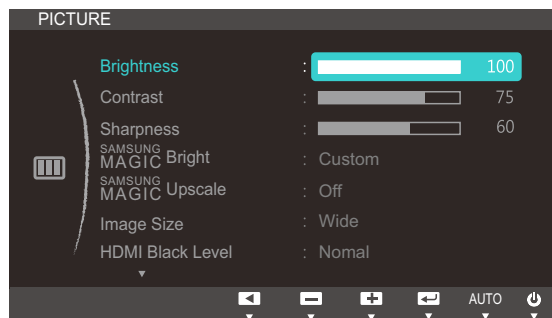 PICTURE
Brightness : 100
Contrast : 75
Sharpness : 60
SAMSUNG MAGIC Bright : Custom
SAMSUNG MAGIC Upscale : Off
Image Size : Wide
HDMI Black Level : Nomal
AUTO